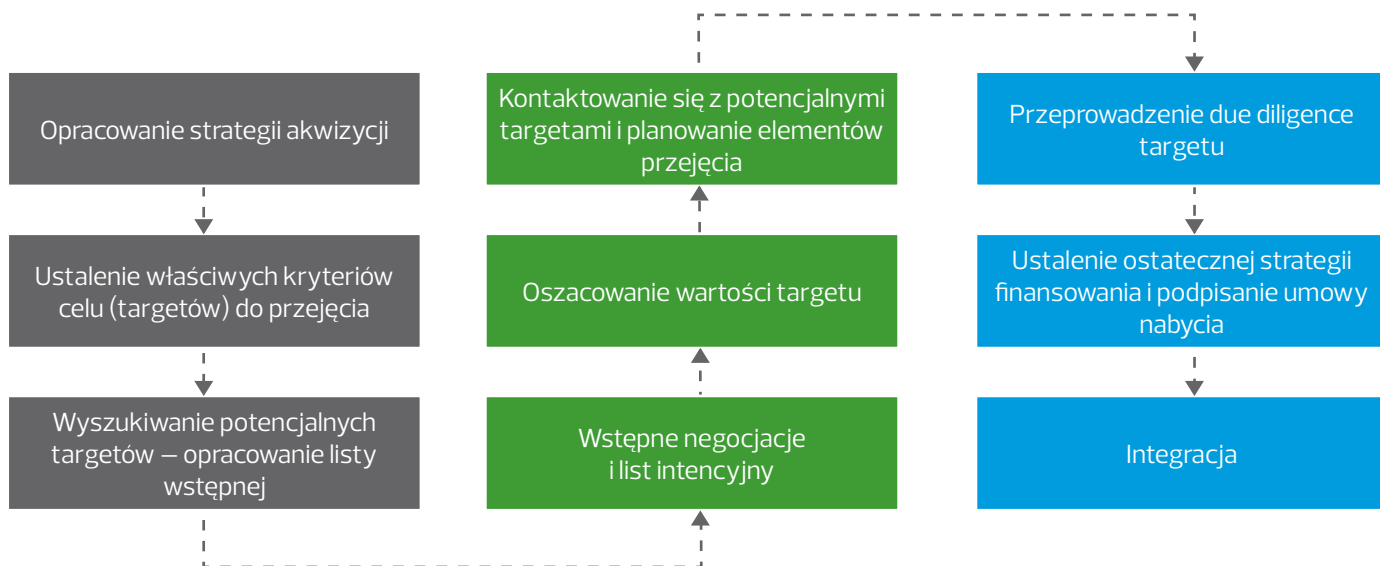 Opracowanie strategii akwizycji
Ustalenie właściwych kryteriów
celu (targetów) do przejęcia
Wyszukiwanie potencjalnych
targetów – opracowanie listy
wstępnej
Kontaktowanie się z potencjalnymi
targetami i planowanie elementów
przejęcia
Oszacowanie wartości targetu
Wstępne negocjacje
i list intencyjny
Przeprowadzenie due diligence
targetu
Ustalenie ostatecznej strategii
finansowania i podpisanie umowy
nabycia
Integracja